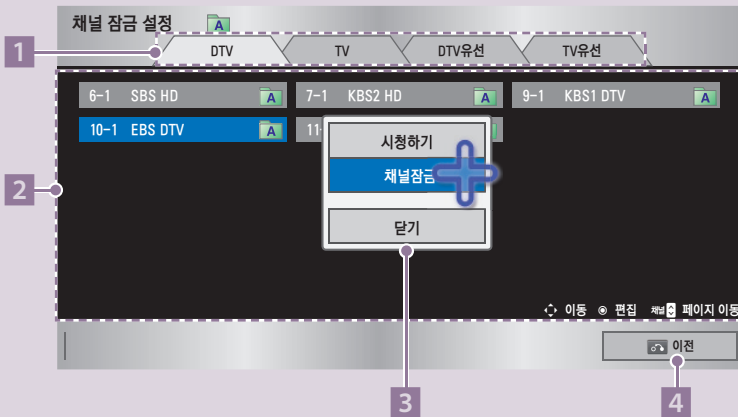 채널 잠금 설정 A
1 DTV TV DTV유선 TV유선
6-1 SBS HD A 7-1 KBS2 HD A 9-1 KBS1 DTV A
10-1 EBS DTV A 11-
시청하기
채널잠금
2
닫기
이동 편집 채널 페이지 이동
이전
3 4